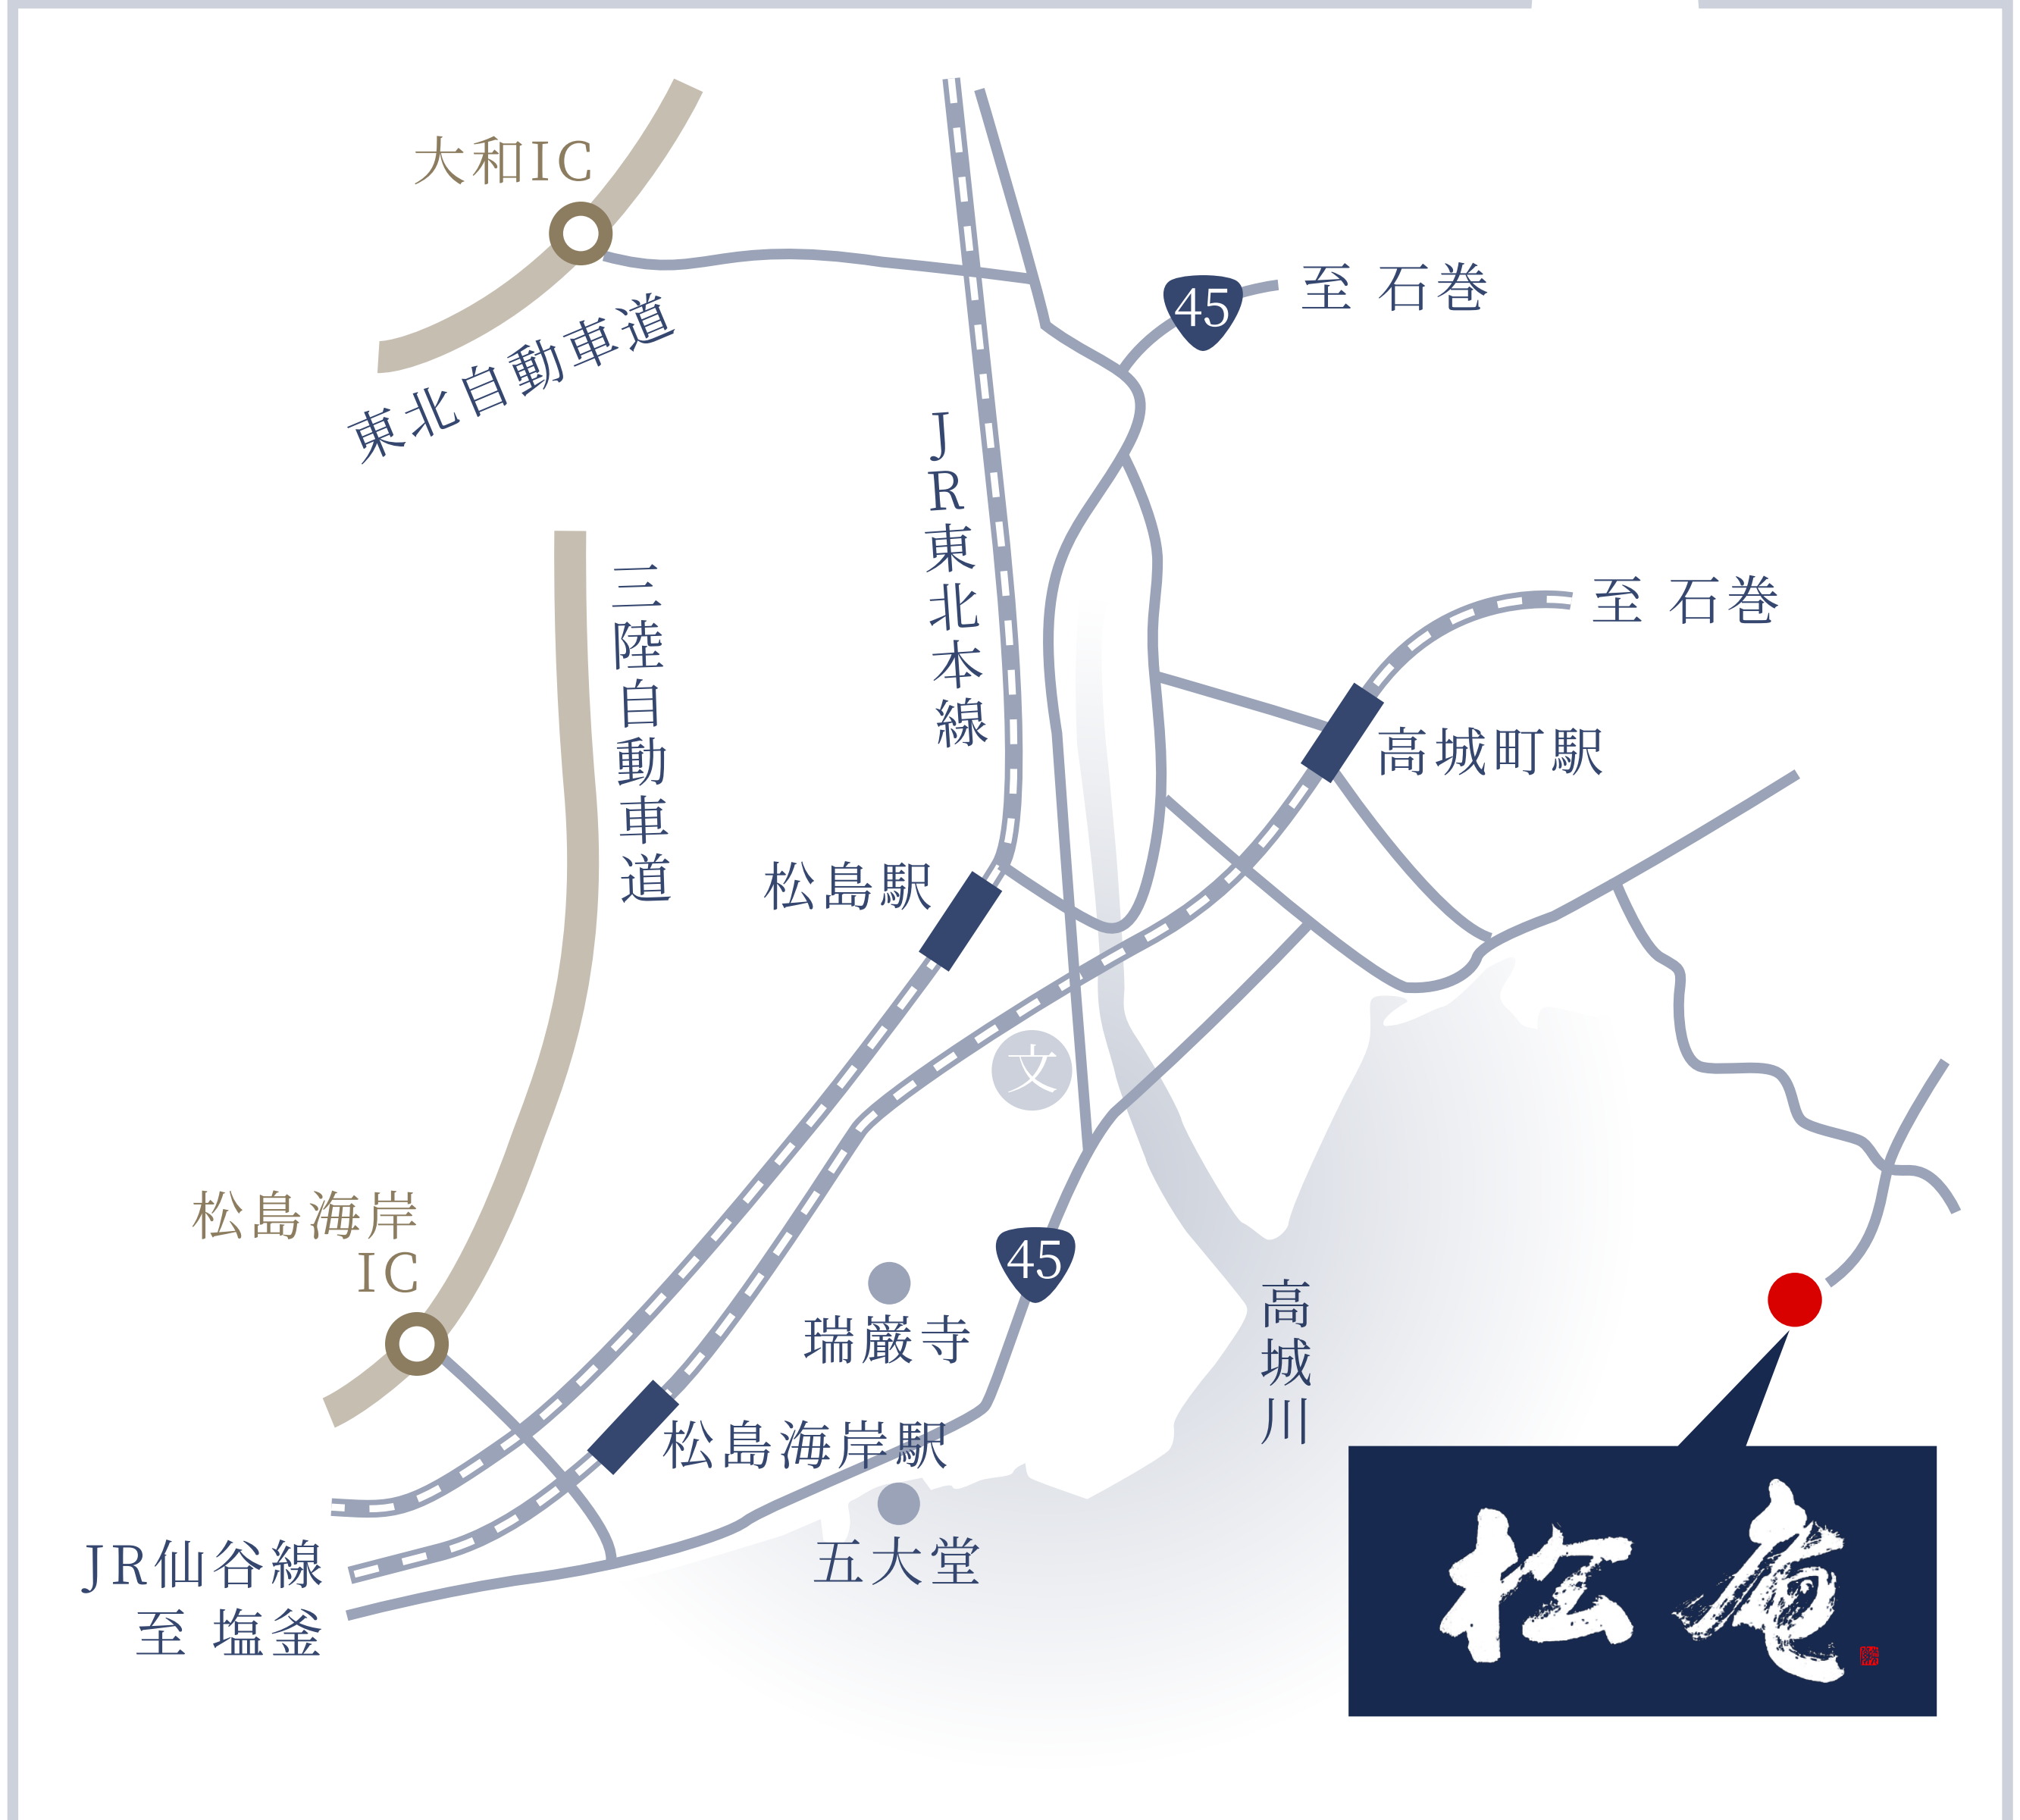 大和IC
東北自動車道
45
至 石巻
JR東北本線
三陸自動車道
至 石巻
高城町駅
松島駅
文
松島海岸
IC
45
瑞巌寺
高城川
松島海岸駅
五大堂
JR仙谷線
至 塩釜
松庵